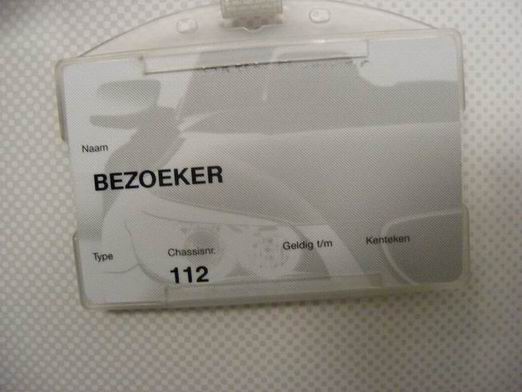 Naam
BEZOEKER
Type Chassisnr. Geldig t/m Kenteken
112